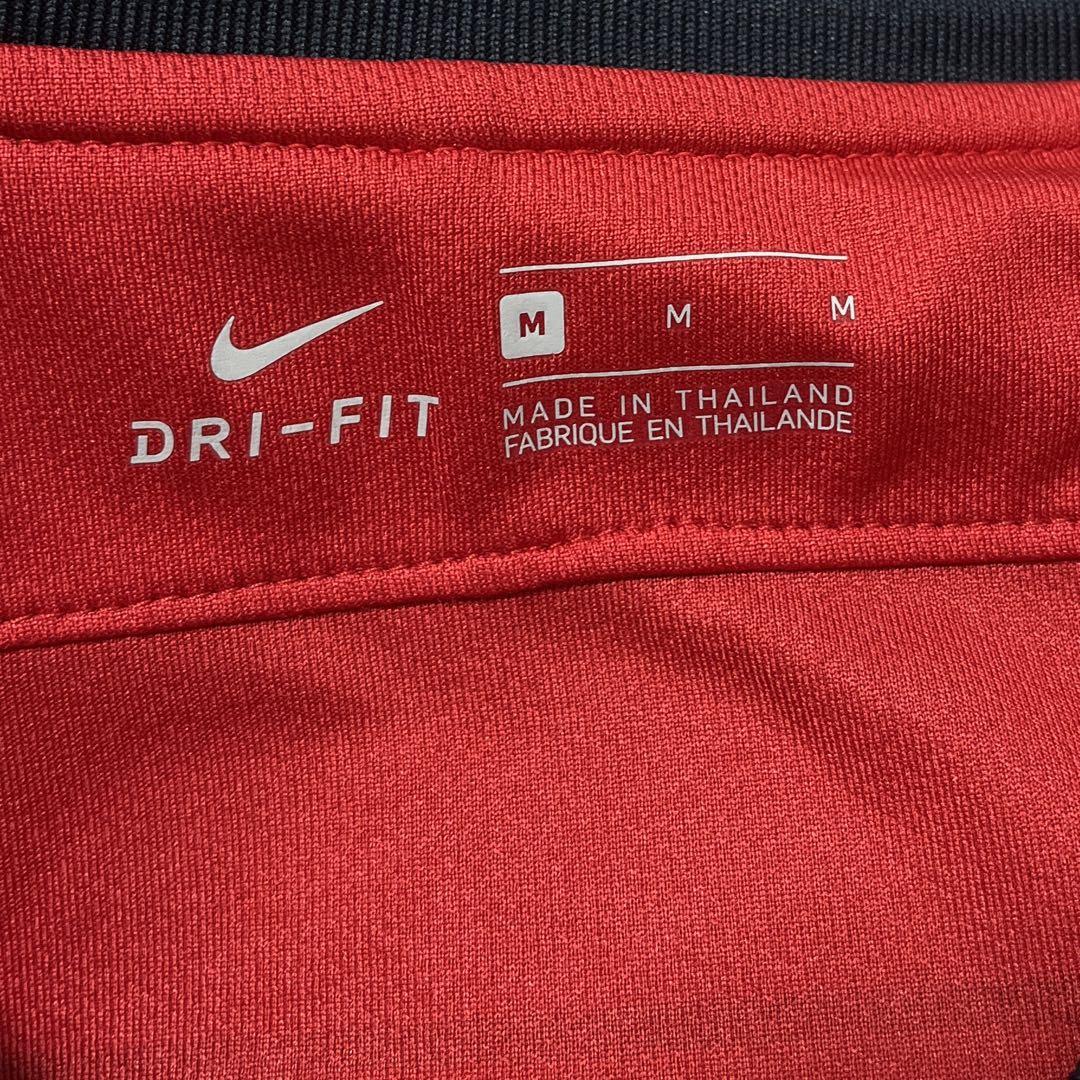 DRI-FIT
M M M
MADE IN THAILAND
FABRIQUE EN THAILANDE